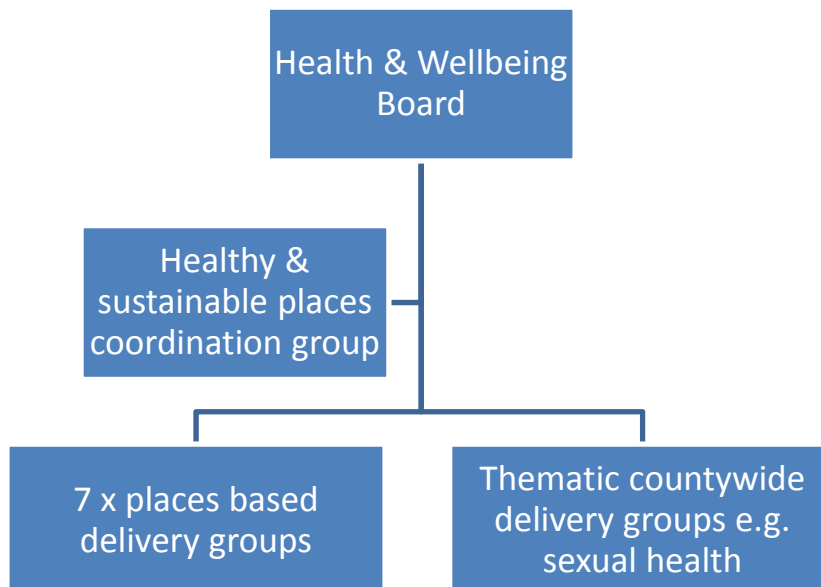 Health & Wellbeing
Board
Healthy &
sustainable places
coordination group
7 x places based
delivery groups
Thematic countywide
delivery groups e.g.
sexual health